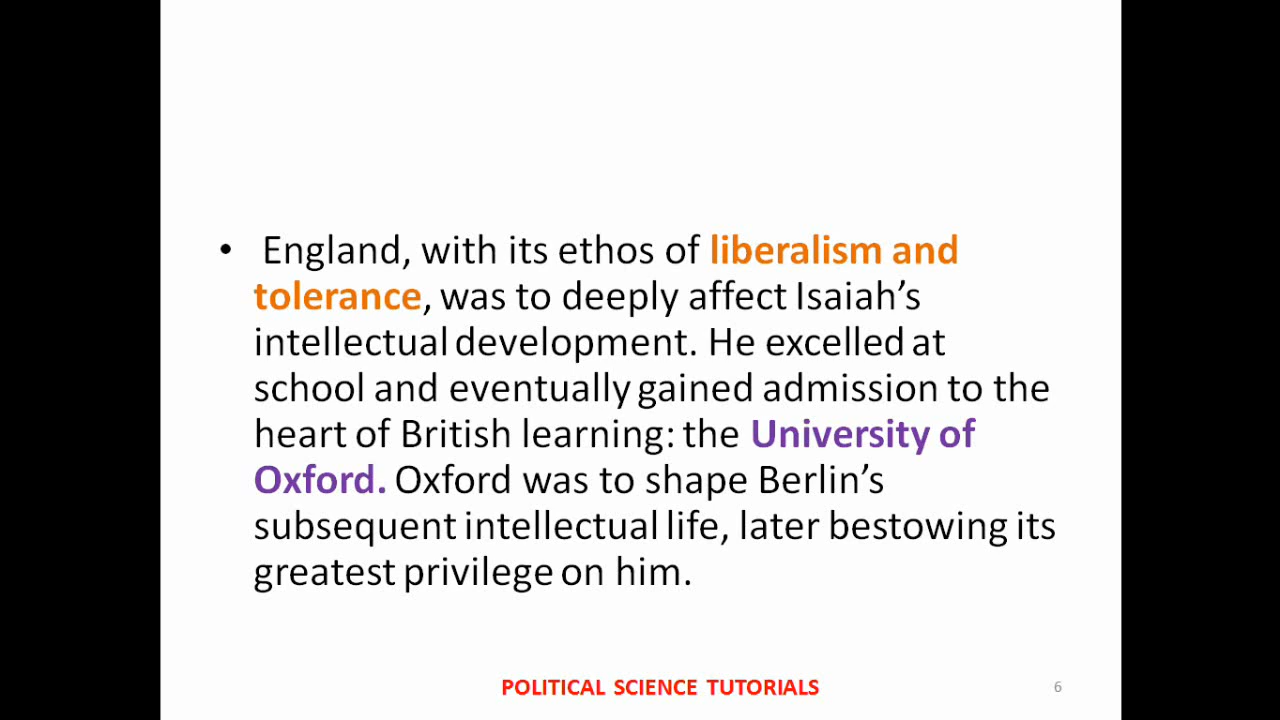 • England, with its ethos of liberalism and
tolerance, was to deeply affect Isaiah’s
intellectual development. He excelled at
school and eventually gained admission to the
heart of British learning: the University of
Oxford. Oxford was to shape Berlin’s
subsequent intellectual life, later bestowing its
greatest privilege on him.
POLITICAL SCIENCE TUTORIALS
6